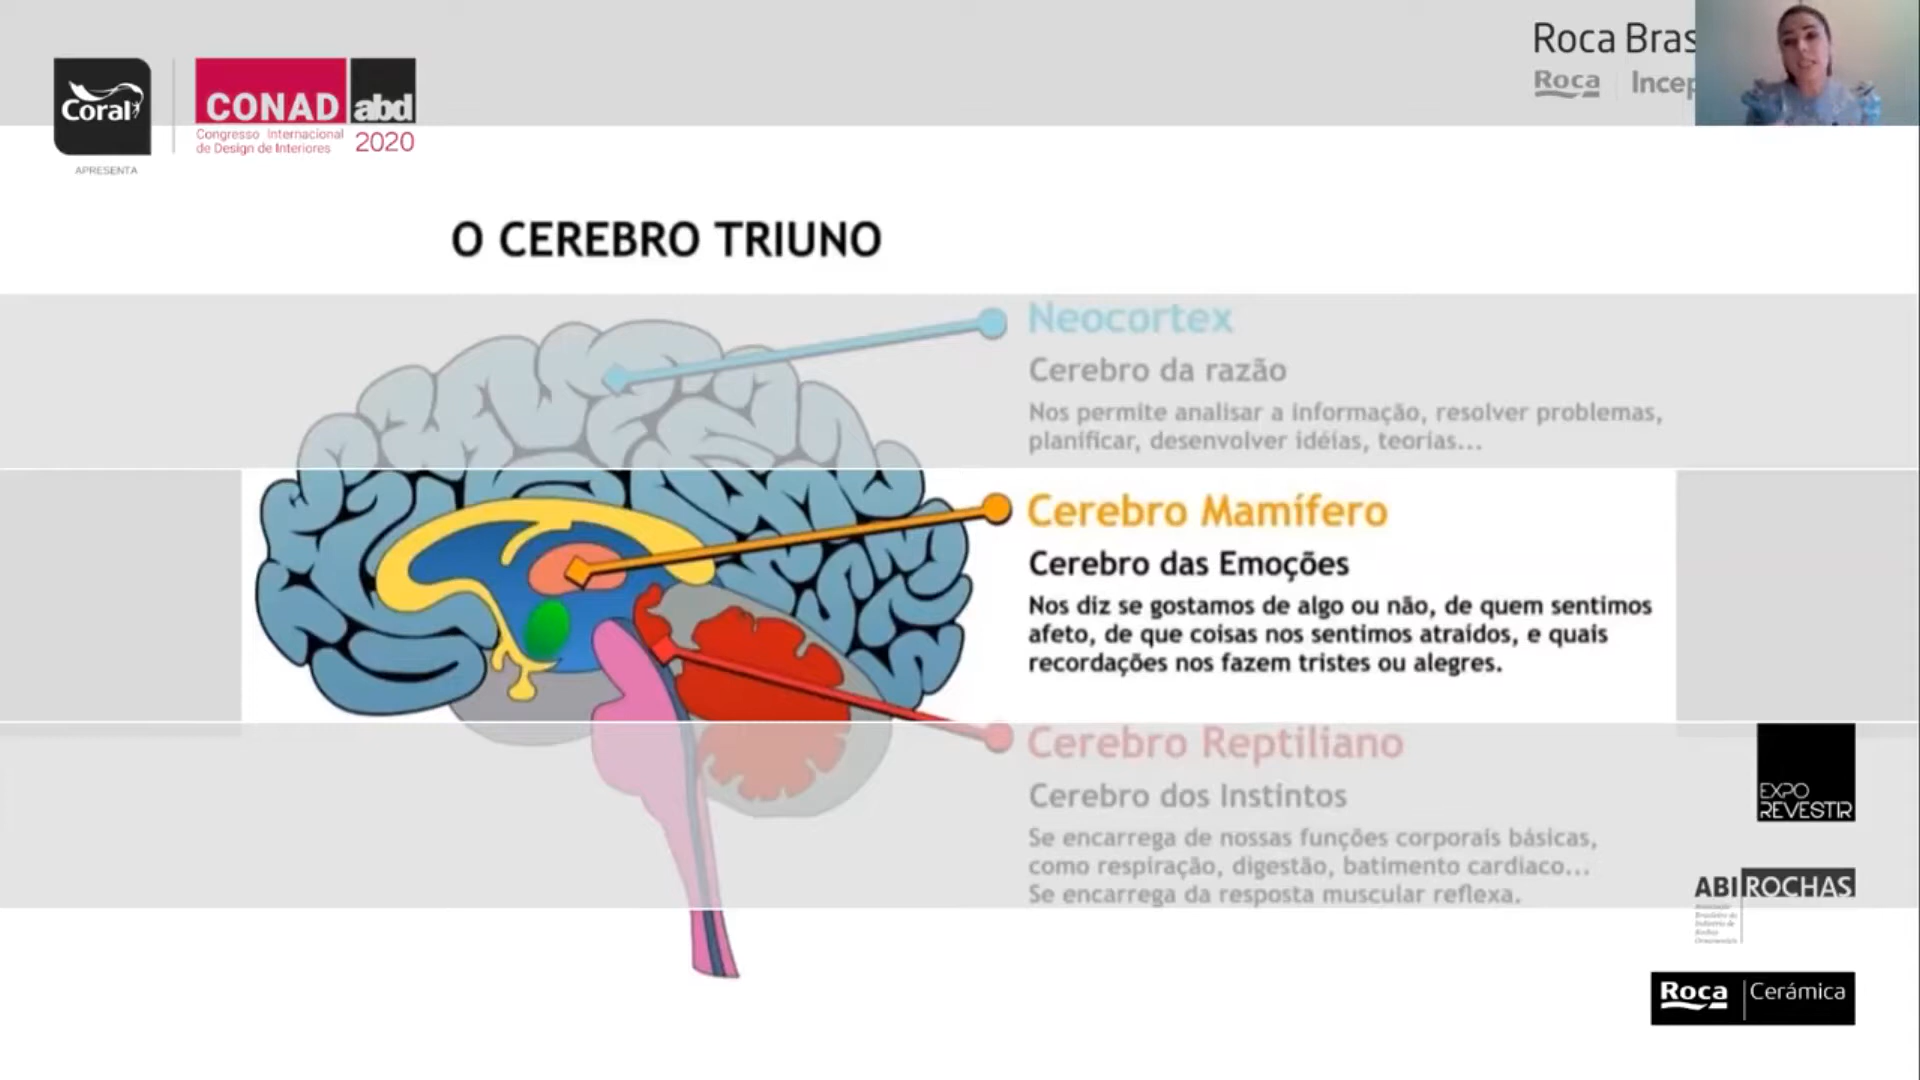 Roca Bras
Roca Incep
Coral
APRESENTA
CONAD abd
Congresso Internacional
de Design de Interiores
2020
O CEREBRO TRIUNO
Neocortex
Cerebro da razão
Nos permite analisar a informação, resolver problemas,
planificar, desenvolver idéias, teorias...
Cerebro Mamífero
Cerebro das Emoções
Nos diz se gostamos de algo ou não, de quem sentimos
afeto, de que coisas nos sentimos atraídos, e quais
recordações nos fazem tristes ou alegres.
Cerebro Reptiliano
Cerebro dos Instintos
Se encarrega de nossas funções corporais básicas,
como respiração, digestão, batimento cardiaco...
Se encarrega da resposta muscular reflexa.
EXPO
REVESTIR
ABIROCHAS
Roca Cerámica